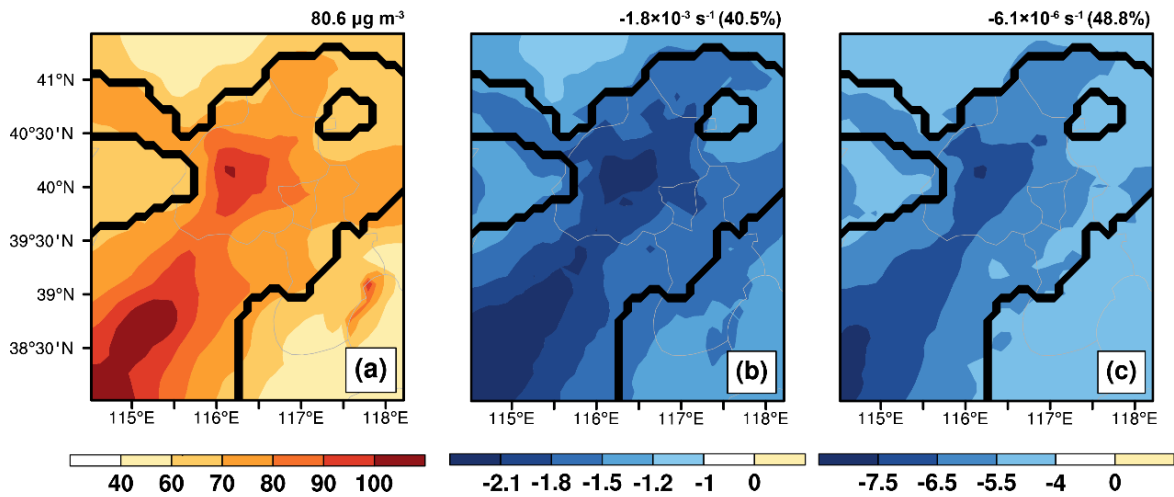 80.6 µg m⁻³
-1.8×10⁻³ s⁻¹ (40.5%)
-6.1×10⁻⁶ s⁻¹ (48.8%)
41°N
40°30'N
40°N
39°30'N
39°N
38°30'N
(a)
(b)
(c)
115°E 116°E 117°E 118°E
115°E 116°E 117°E 118°E
115°E 116°E 117°E 118°E
40 60 70 80 90 100
-2.1 -1.8 -1.5 -1.2 -1 0
-7.5 -6.5 -5.5 -4 0